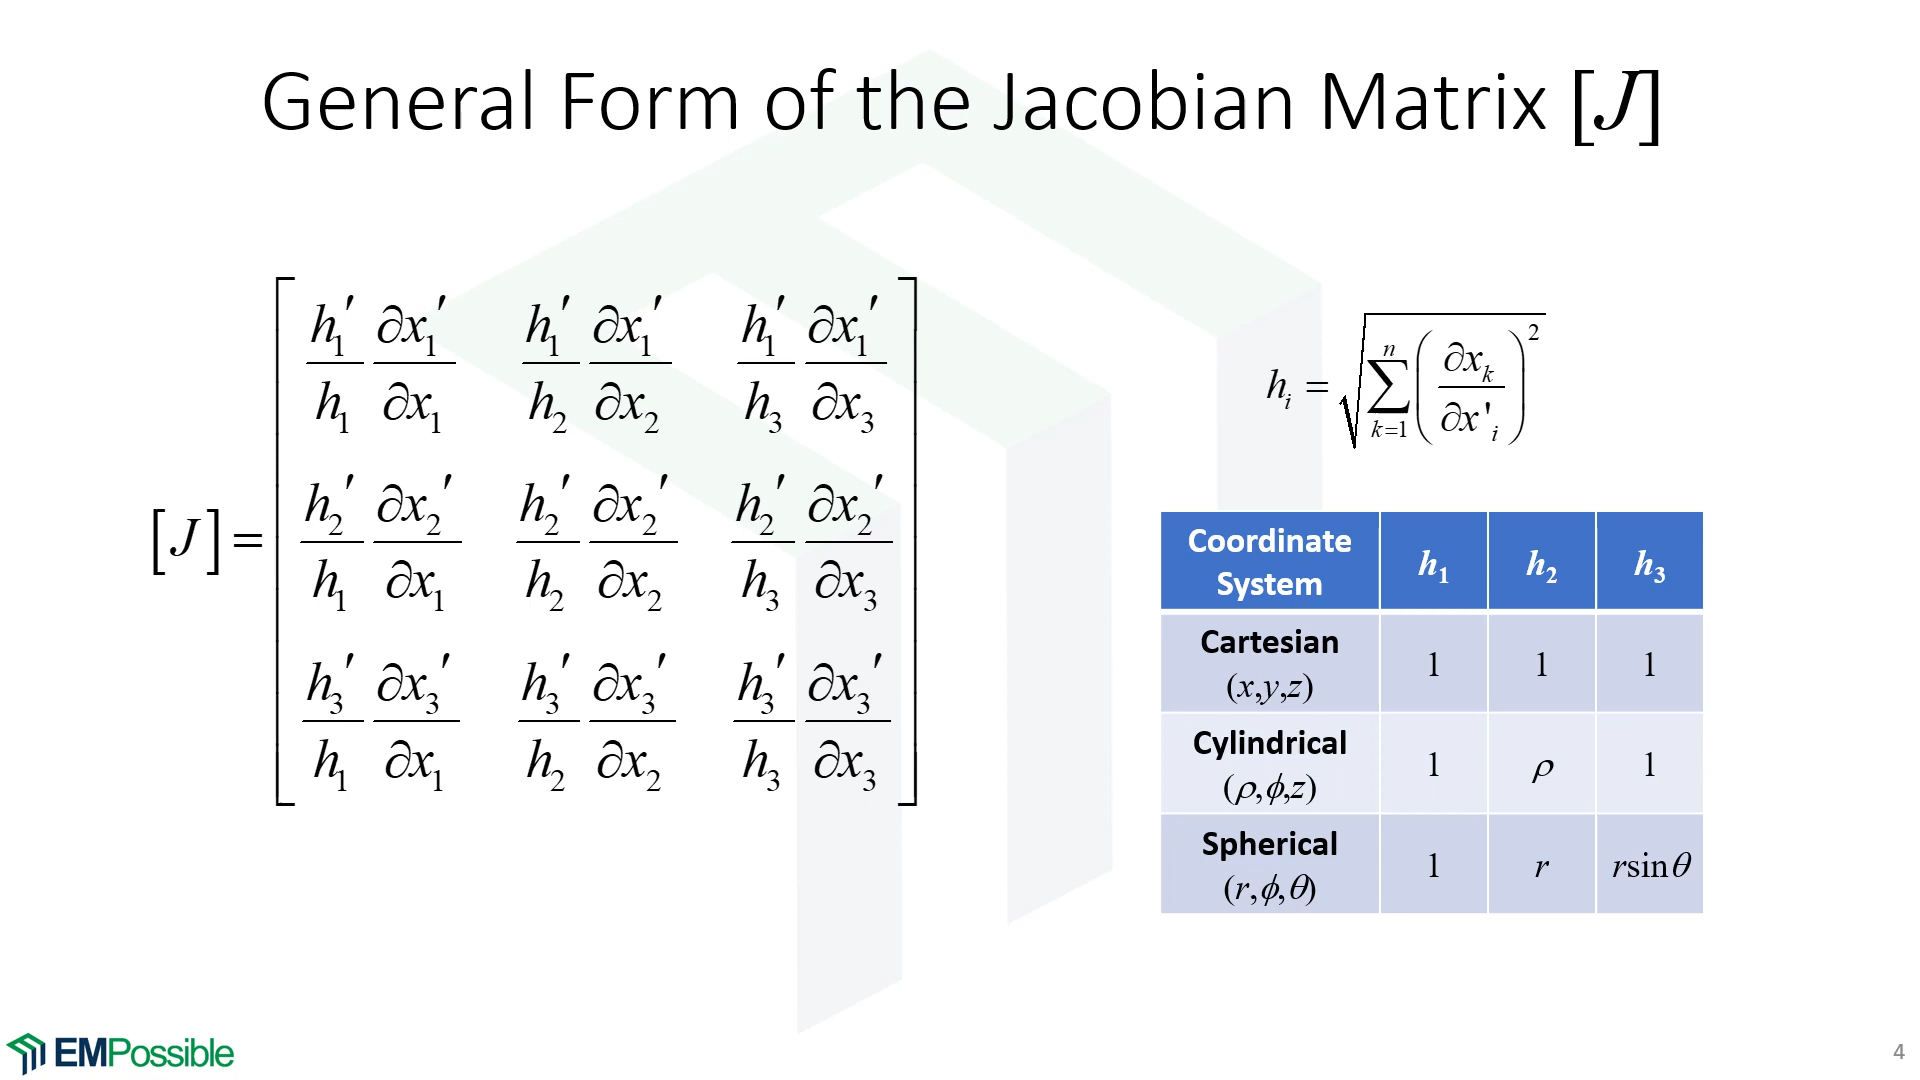 General Form of the Jacobian Matrix [J]
[J] = [ h₁′/h₁ ∂x₁′/∂x₁   h₁′/h₂ ∂x₁′/∂x₂   h₁′/h₃ ∂x₁′/∂x₃
h₂′/h₁ ∂x₂′/∂x₁   h₂′/h₂ ∂x₂′/∂x₂   h₂′/h₃ ∂x₂′/∂x₃
h₃′/h₁ ∂x₃′/∂x₁   h₃′/h₂ ∂x₃′/∂x₂   h₃′/h₃ ∂x₃′/∂x₃ ]
hᵢ = √(∑_{k=1}^{n} (∂xₖ/∂x'ᵢ)²)
Coordinate System h₁ h₂ h₃
Cartesian (x,y,z) 1 1 1
Cylindrical (ρ,ϕ,z) 1 ρ 1
Spherical (r,ϕ,θ) 1 r rsinθ
EMPossible
4